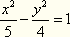 x²/5 − y²/4 = 1